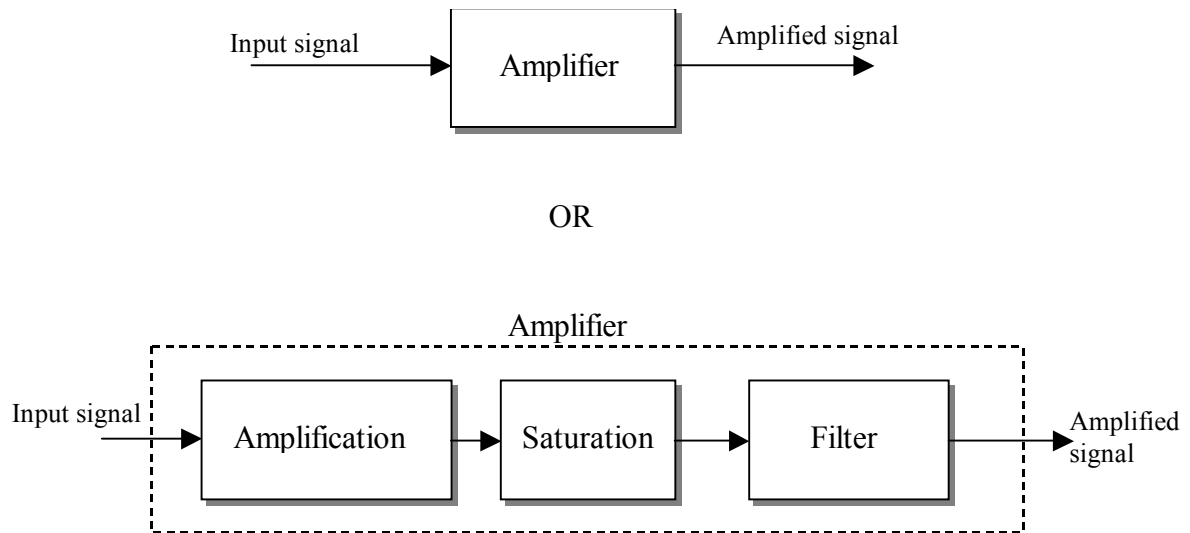 Input signal
Amplifier
Amplified signal
OR
Amplifier
Input signal
Amplification
Saturation
Filter
Amplified
signal